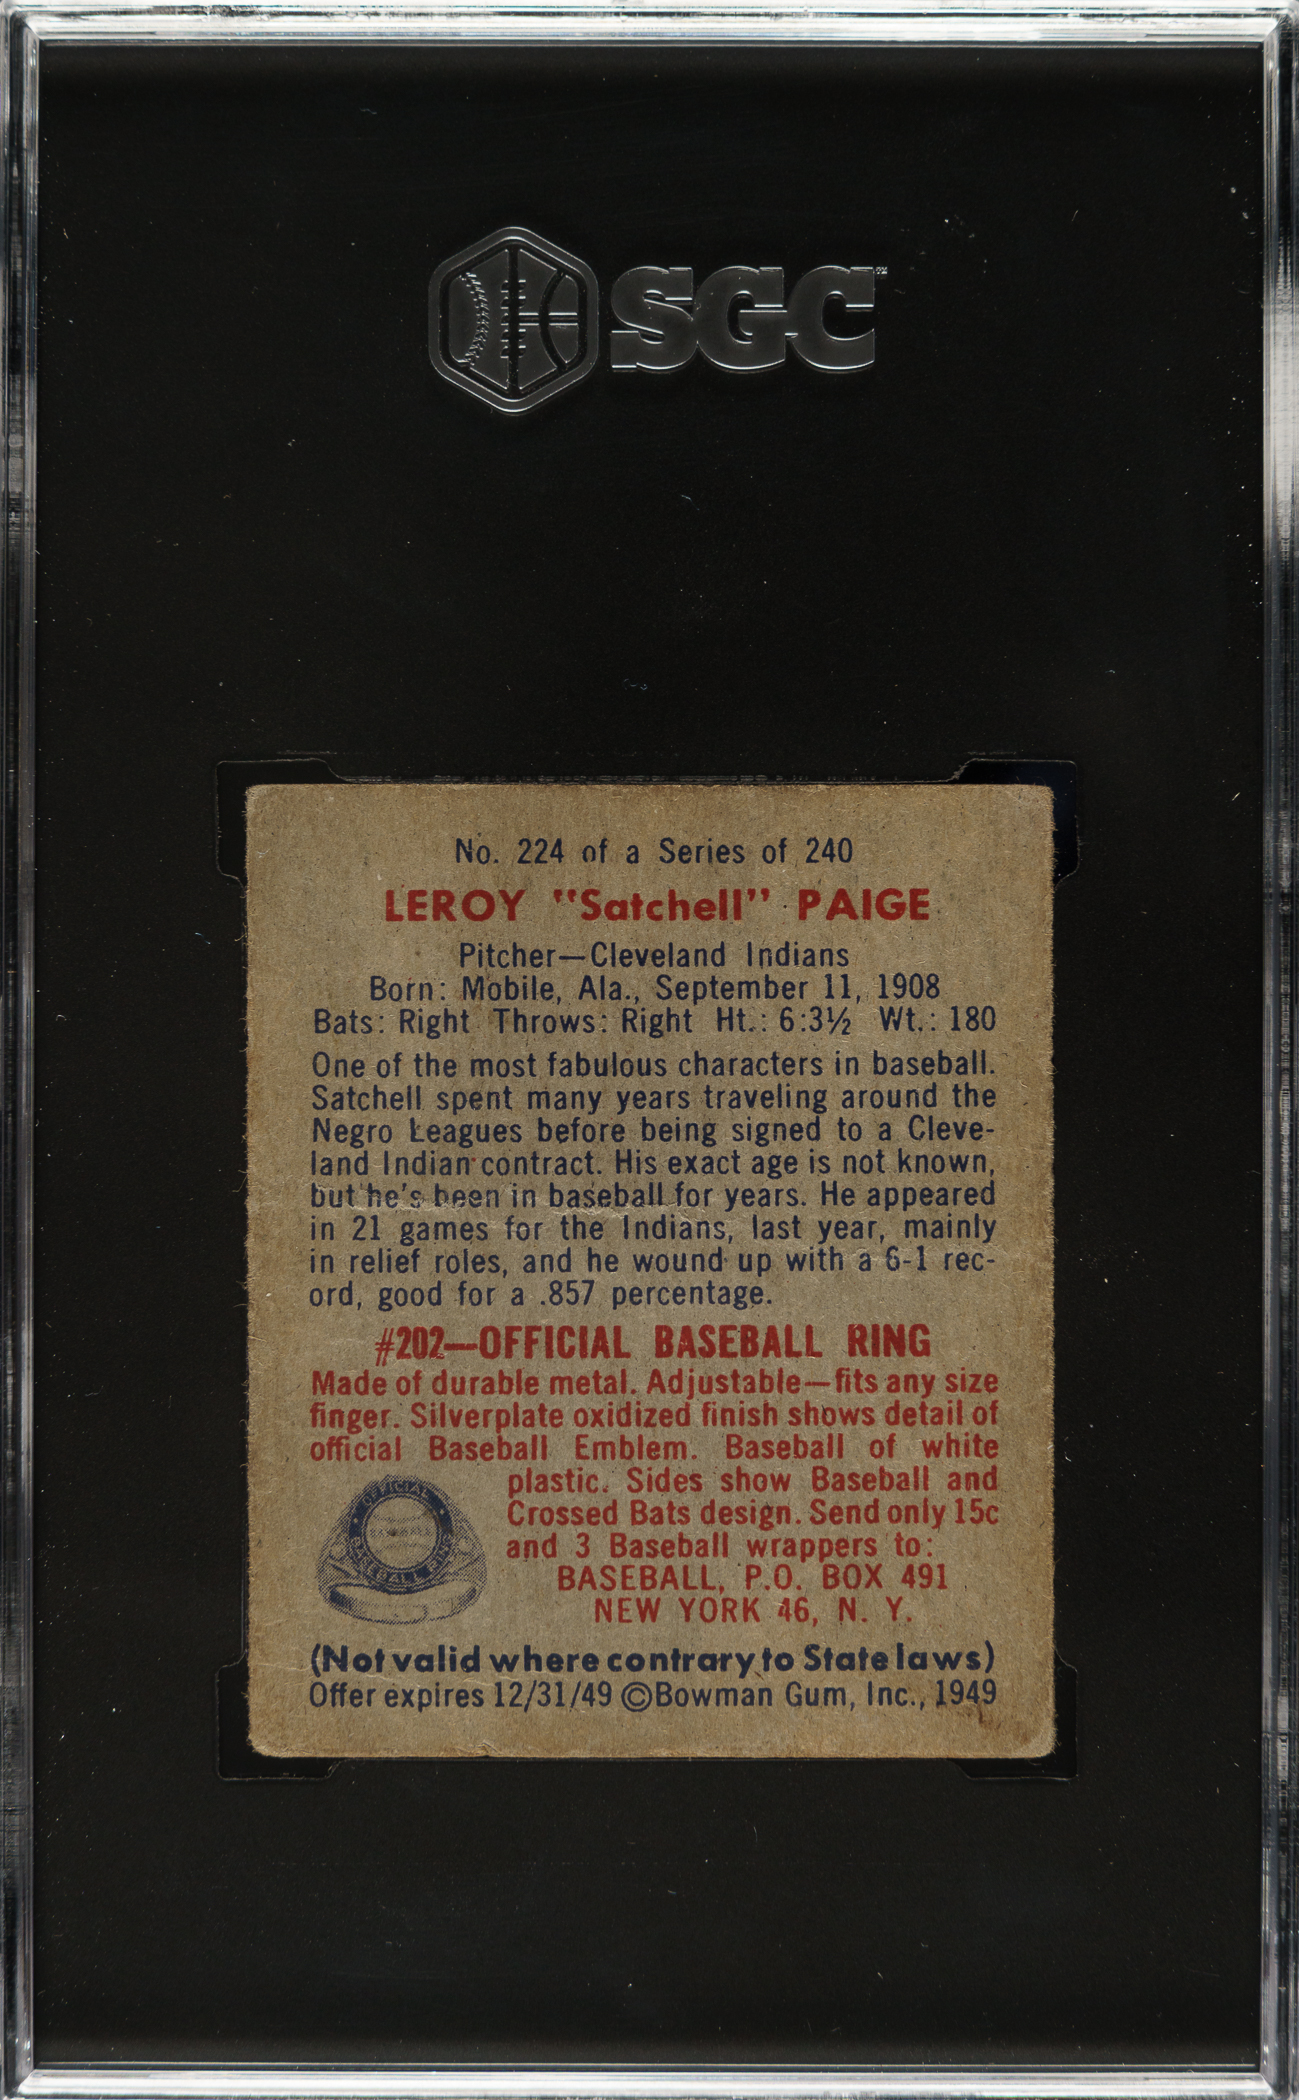 SGC
No. 224 of a Series of 240
LEROY "Satchell" PAIGE
Pitcher—Cleveland Indians
Born: Mobile, Ala., September 11, 1908
Bats: Right Throws: Right Ht.: 6:3½ Wt.: 180
One of the most fabulous characters in baseball.
Satchell spent many years traveling around the
Negro Leagues before being signed to a Cleve-
land Indian contract. His exact age is not known,
but he's been in baseball for years. He appeared
in 21 games for the Indians, last year, mainly
in relief roles, and he wound up with a 6-1 rec-
ord, good for a .857 percentage.
#202—OFFICIAL BASEBALL RING
Made of durable metal. Adjustable—fits any size
finger. Silverplate oxidized finish shows detail of
official Baseball Emblem. Baseball of white
plastic. Sides show Baseball and
Crossed Bats design. Send only 15c
and 3 Baseball wrappers to:
BASEBALL, P.O. BOX 491
NEW YORK 46, N. Y.
OFFICIAL
BASEBALL RING
(Not valid where contrary to State laws)
Offer expires 12/31/49 ©Bowman Gum, Inc., 1949